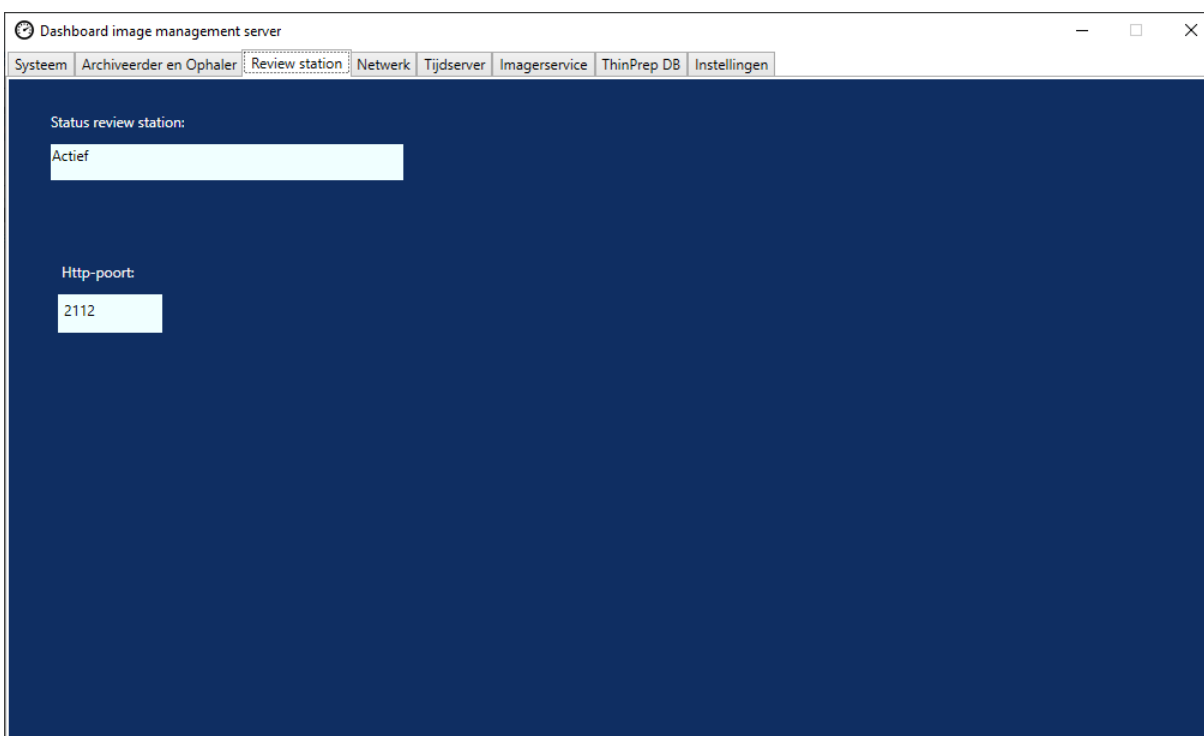 Dashboard image management server
Systeem Archiveerder en Ophaler Review station Netwerk Tijdserver Imagerservice ThinPrep DB Instellingen
Status review station:
Actief
Http-poort:
2112